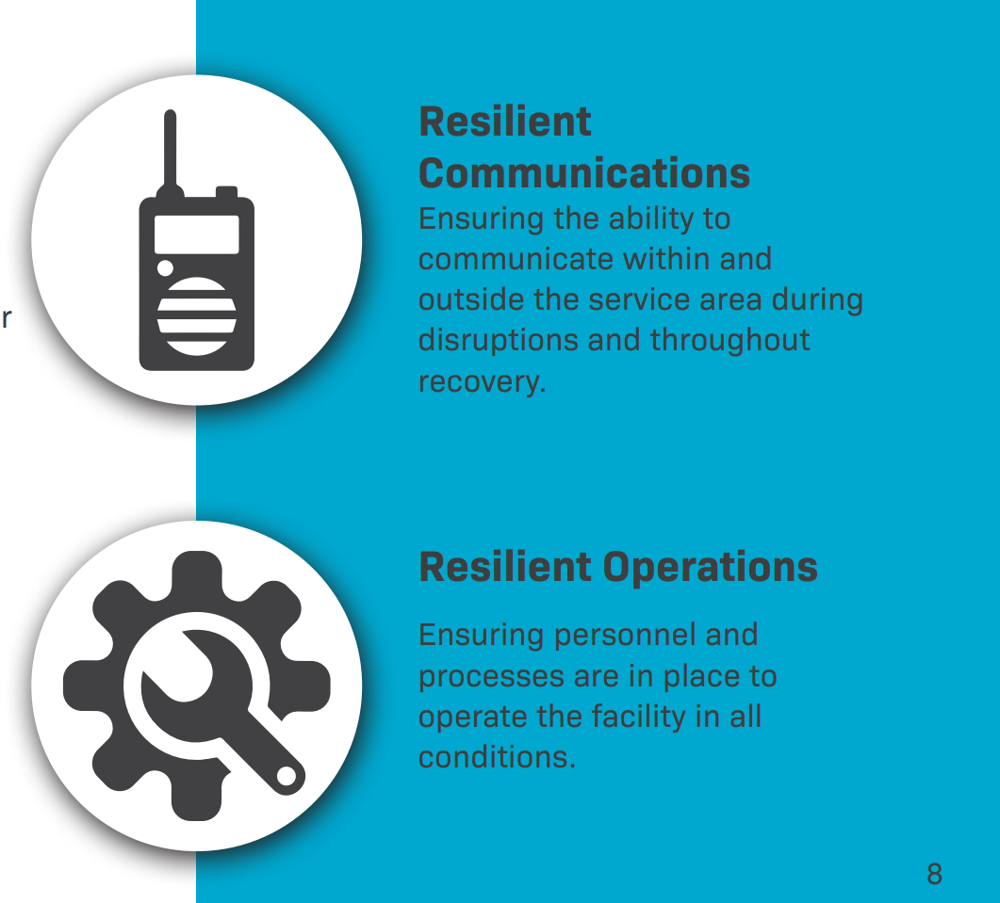 Resilient
Communications
Ensuring the ability to
communicate within and
outside the service area during
disruptions and throughout
recovery.
r
Resilient Operations
Ensuring personnel and
processes are in place to
operate the facility in all
conditions.
8